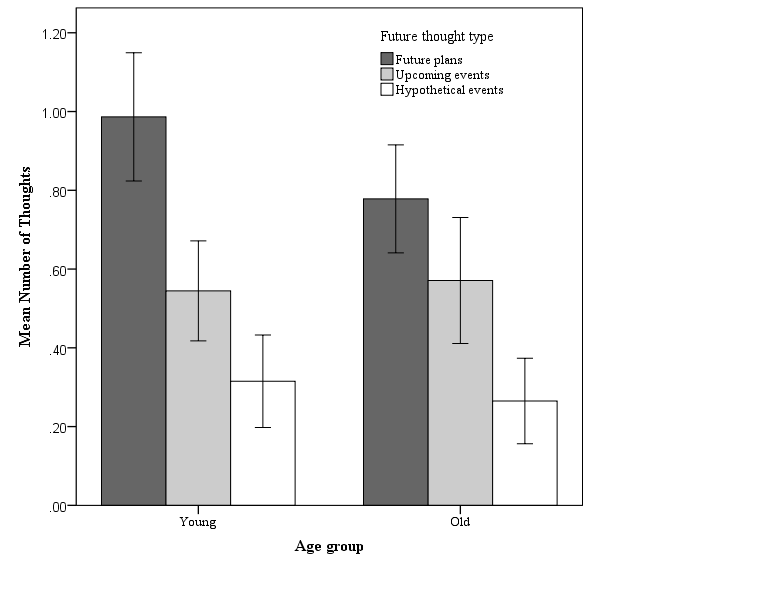 1.20
1.00
.80
.60
.40
.20
.00
Mean Number of Thoughts
Future thought type
Future plans
Upcoming events
Hypothetical events
Young
Old
Age group